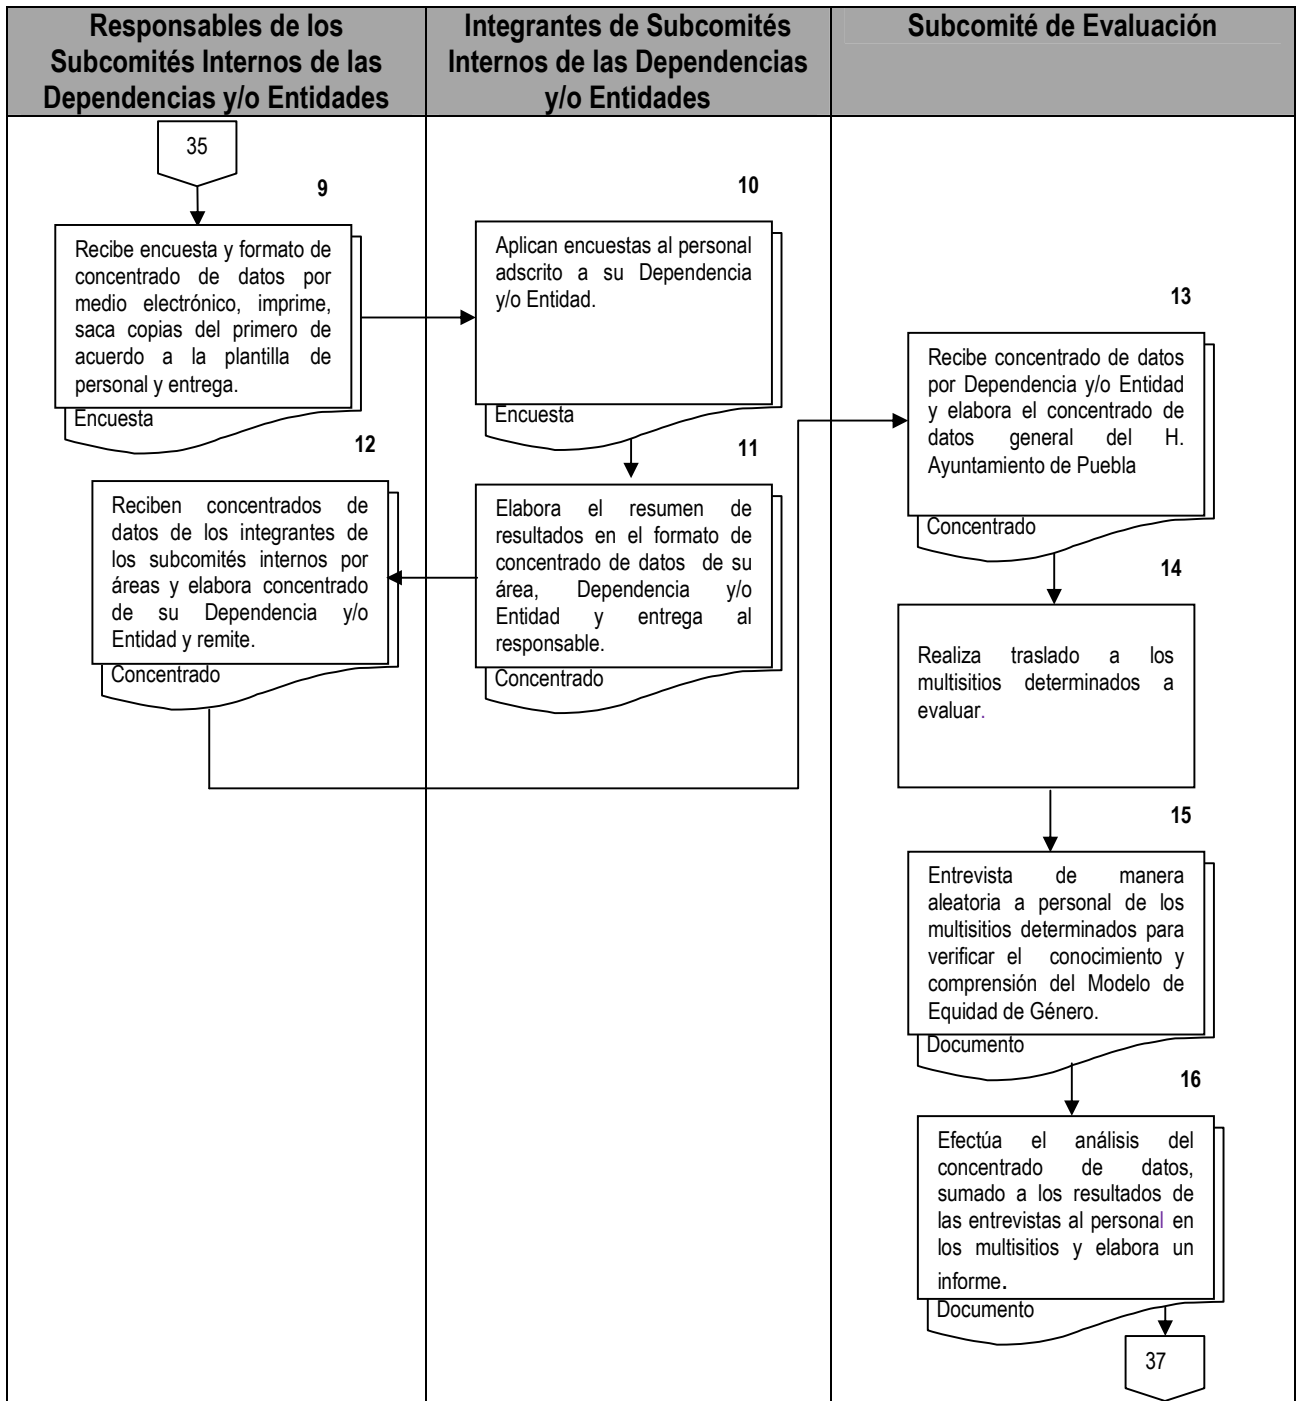 Responsables de los
Subcomités Internos de las
Dependencias y/o Entidades
Integrantes de Subcomités
Internos de las Dependencias
y/o Entidades
Subcomité de Evaluación
35
9
Recibe encuesta y formato de
concentrado de datos por
medio electrónico, imprime,
saca copias del primero de
acuerdo a la plantilla de
personal y entrega.
Encuesta
10
Aplican encuestas al personal
adscrito a su Dependencia
y/o Entidad.
Encuesta
11
Elabora el resumen de
resultados en el formato de
concentrado de datos de su
área, Dependencia y/o
Entidad y entrega al
responsable.
Concentrado
12
Reciben concentrados de
datos de los integrantes de
los subcomités internos por
áreas y elabora concentrado
de su Dependencia y/o
Entidad y remite.
Concentrado
13
Recibe concentrado de datos
por Dependencia y/o Entidad
y elabora el concentrado de
datos general del H.
Ayuntamiento de Puebla
Concentrado
14
Realiza traslado a los
multisitios determinados a
evaluar.
15
Entrevista de manera
aleatoria a personal de los
multisitios determinados para
verificar el conocimiento y
comprensión del Modelo de
Equidad de Género.
Documento
16
Efectúa el análisis del
concentrado de datos,
sumado a los resultados de
las entrevistas al personal en
los multisitios y elabora un
informe.
Documento
37